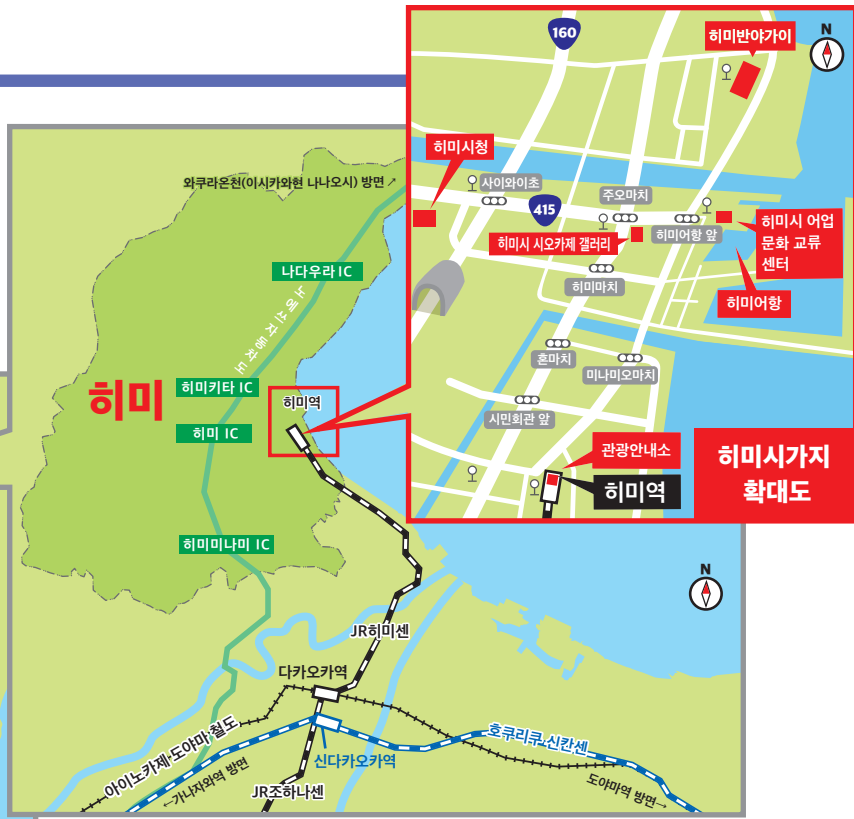 160
히미반야가이
N
히미시청
와쿠라온천(이시카와현 나나오시) 방면↗
사이와이초
주오마치
415
히미시 어업
문화 교류
센터
히미시 시오카제 갤러리
히미어항 앞
나다우라 IC
히미마치
히미어항
노에쓰자동차도
혼마치
미나미오마치
히미
히미키타 IC
히미역
시민회관 앞
히미 IC
관광안내소
히미시가지
확대도
히미역
히미미나미 IC
N
JR히미센
다카오카역
아이노카제·도야마·철도
호쿠리쿠 신칸센
신다카오카역
←가나자와역 방면
JR조하나센
도야마역 방면→